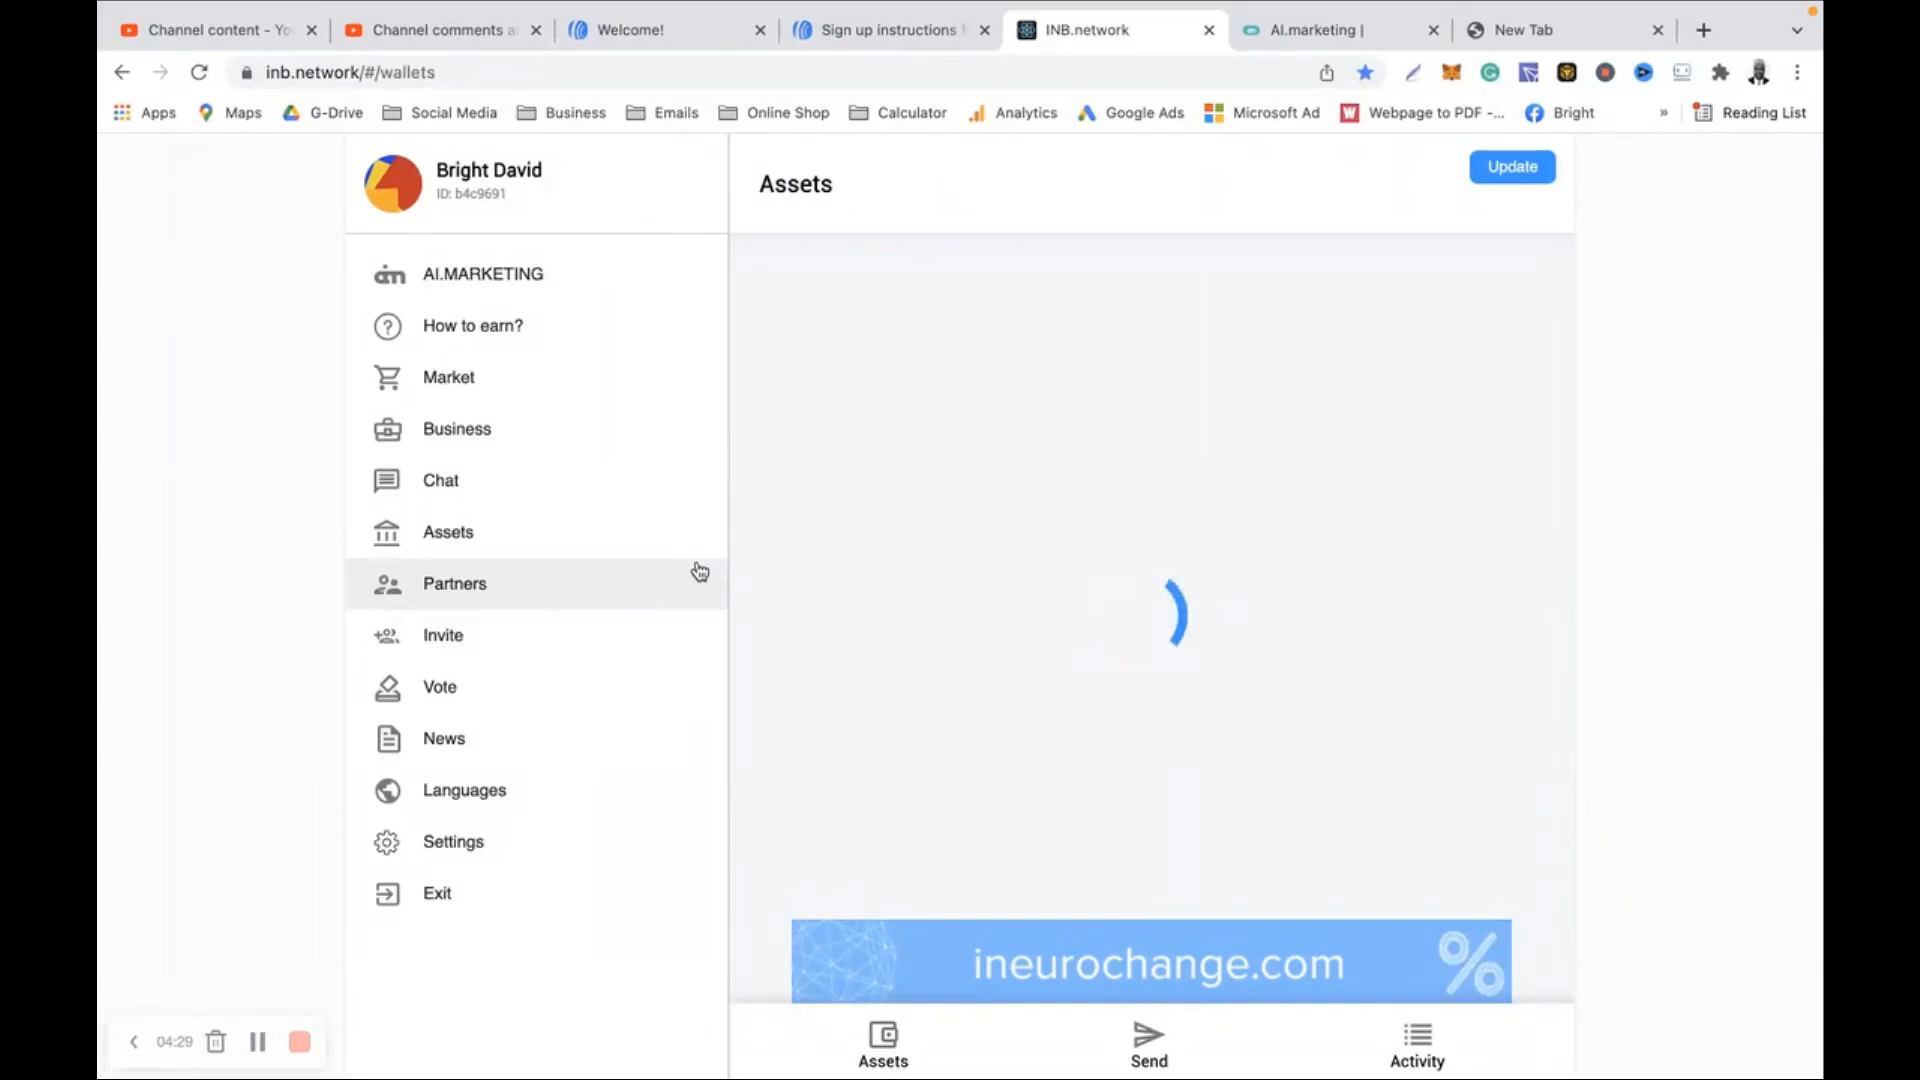 Channel content - Yo
Channel comments a
Welcome!
Sign up instructions
INB.network
AI.marketing |
New Tab
inb.network/#/wallets
Apps
Maps
G-Drive
Social Media
Business
Emails
Online Shop
Calculator
Analytics
Google Ads
Microsoft Ad
Webpage to PDF -...
Bright
»
Reading List
Bright David
ID: b4c9691
Assets
Update
am AI.MARKETING
How to earn?
Market
Business
Chat
Assets
Partners
Invite
Vote
News
Languages
Settings
Exit
ineurochange.com %
04:29
Assets
Send
Activity